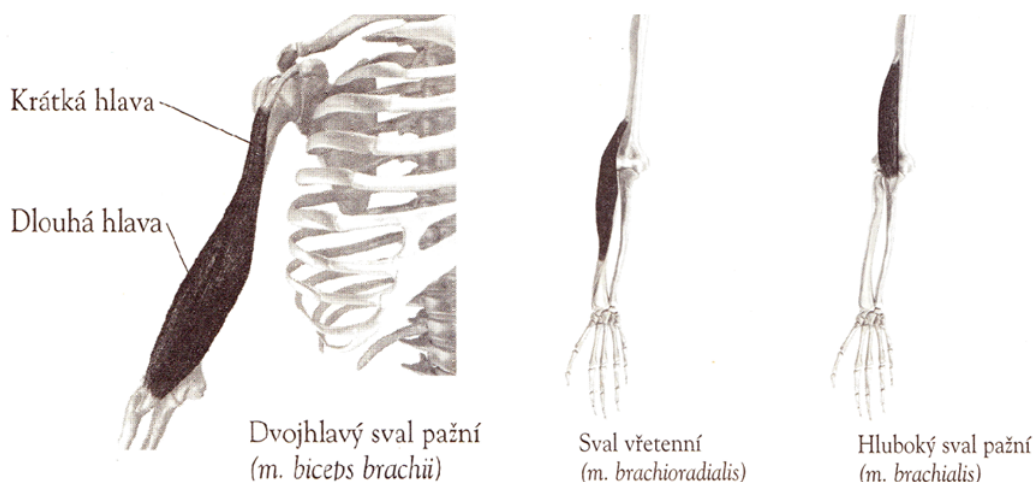 Krátká hlava
Dlouhá hlava
Dvojhlavý sval pažní
(m. biceps brachii)
Sval vřetenní
(m. brachioradialis)
Hluboký sval pažní
(m. brachialis)